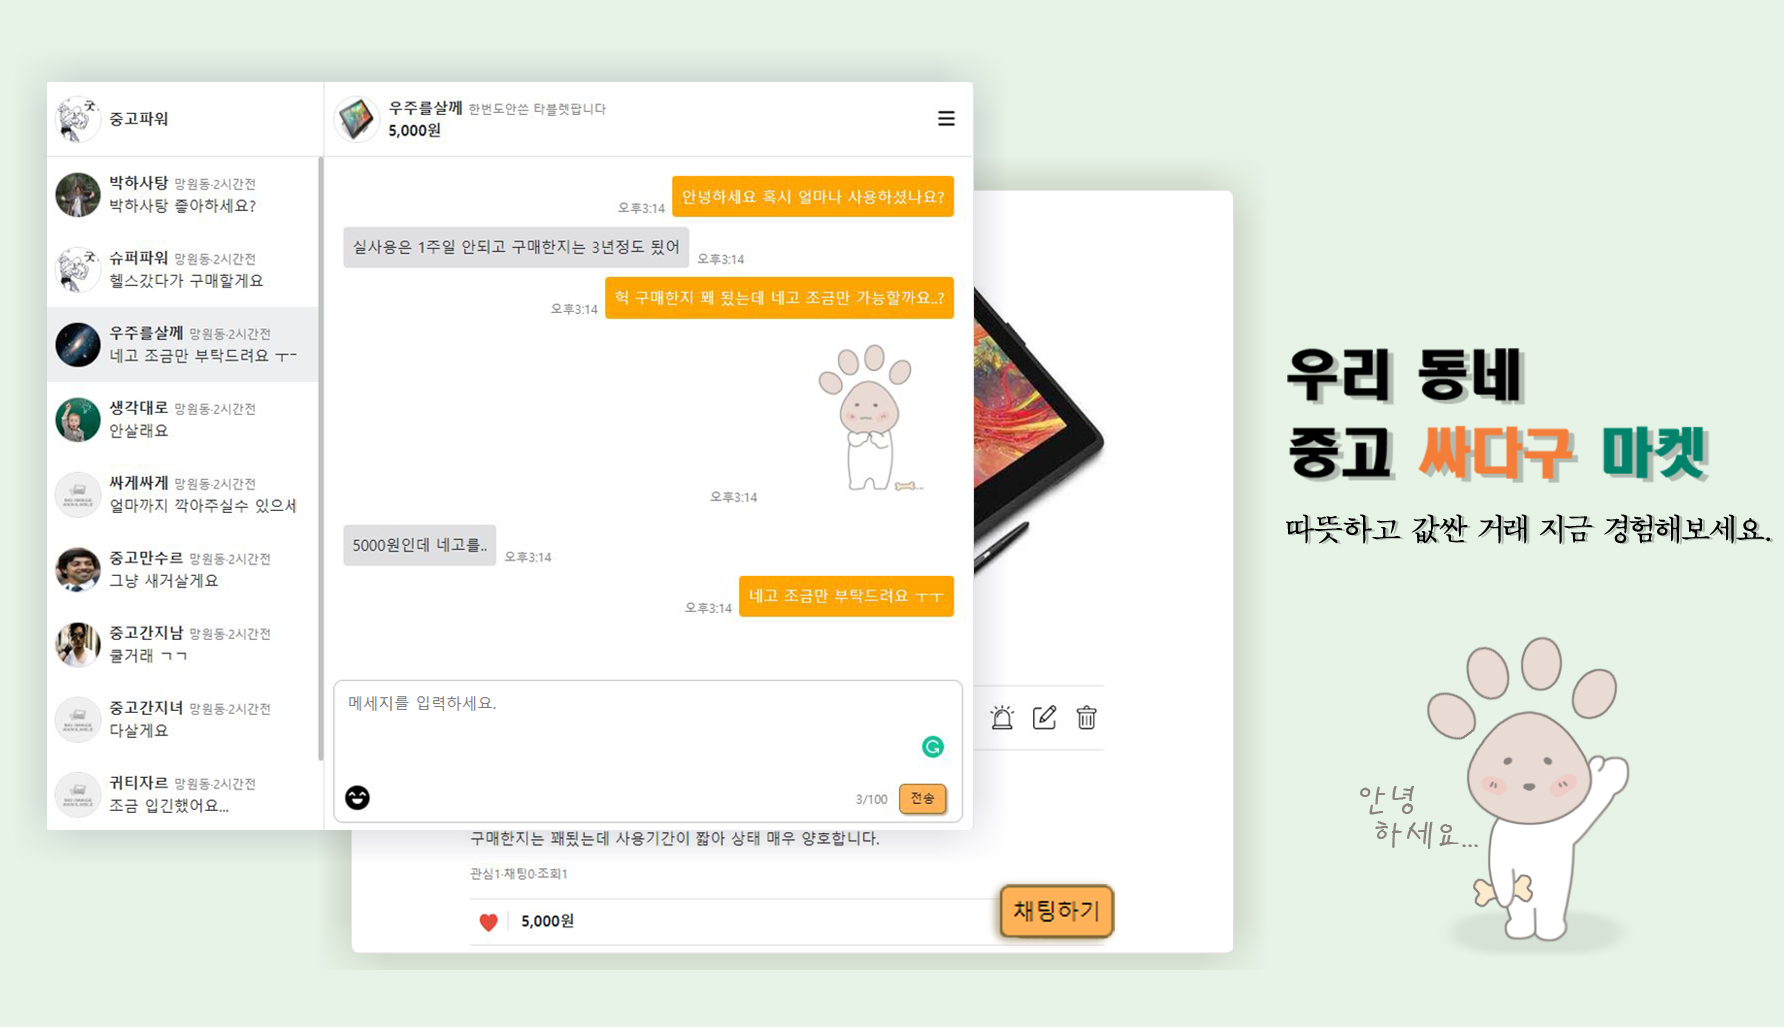 중고파워
박하사탕 망원동·2시간전
박하사탕 좋아하세요?
슈퍼파워 망원동·2시간전
헬스갔다가 구매할게요
우주를살께 망원동·2시간전
네고 조금만 부탁드려요 ㅜㅜ
생각대로 망원동·2시간전
안살래요
싸게싸게 망원동·2시간전
얼마까지 깍아주실수 있으세
중고만수르 망원동·2시간전
그냥 새거살게요
중고간지남 망원동·2시간전
쿨거래 ㄱㄱ
중고간지녀 망원동·2시간전
다살게요
귀티자르 망원동·2시간전
조금 입긴했어요...
우주를살께 한번도안쓴 타블렛팝니다
5,000원
안녕하세요 혹시 얼마나 사용하셨나요?
오후3:14
실사용은 1주일 안되고 구매한지는 3년정도 됬어
오후3:14
헉 구매한지 꽤 됬는데 네고 조금만 가능할까요..?
오후3:14
오후3:14
5000원인데 네고를..
오후3:14
네고 조금만 부탁드려요 ㅜㅜ
오후3:14
메세지를 입력하세요.
3/100 전송
구매한지는 꽤됬는데 사용기간이 짧아 상태 매우 양호합니다.
관심1·채팅0·조회1
5,000원
채팅하기
우리 동네
중고 싸다구 마켓
따뜻하고 값싼 거래 지금 경험해보세요.
안녕
하세요...